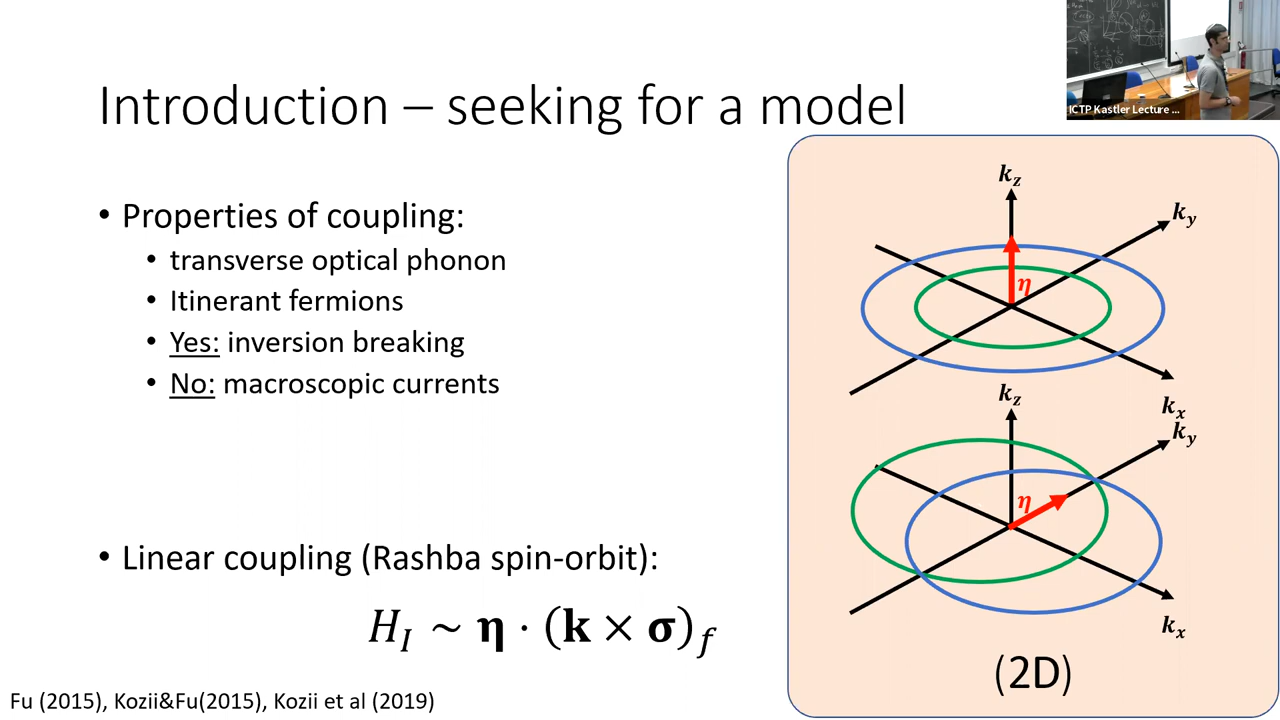 Introduction – seeking for a model
ICTP Kastler Lecture ...
• Properties of coupling:
• transverse optical phonon
• Itinerant fermions
• Yes: inversion breaking
• No: macroscopic currents
• Linear coupling (Rashba spin-orbit):
H_I ~ η · (k × σ)_f
Fu (2015), Kozii&Fu(2015), Kozii et al (2019)
k_z
k_y
η
k_x
k_z
k_y
η
k_x
(2D)